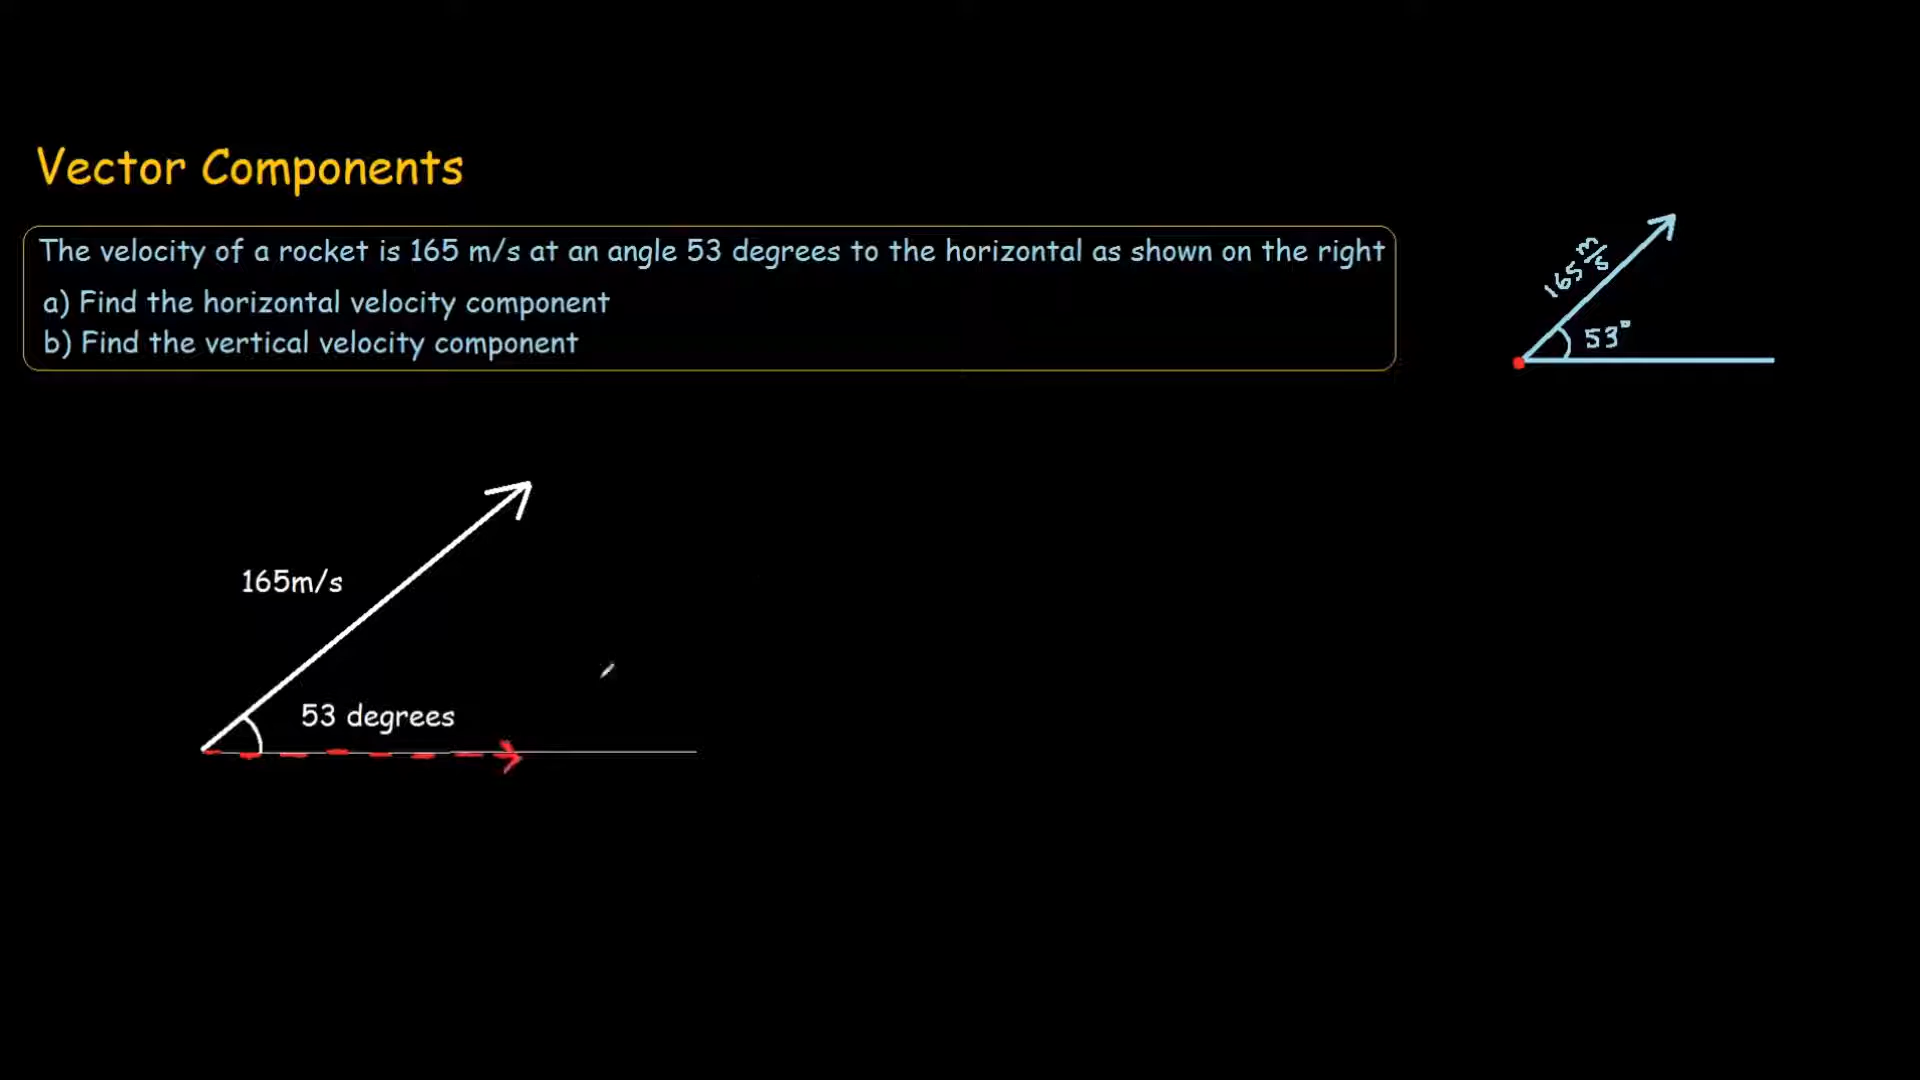 Vector Components
The velocity of a rocket is 165 m/s at an angle 53 degrees to the horizontal as shown on the right
a) Find the horizontal velocity component
b) Find the vertical velocity component
165 m/s
53°
165m/s
53 degrees